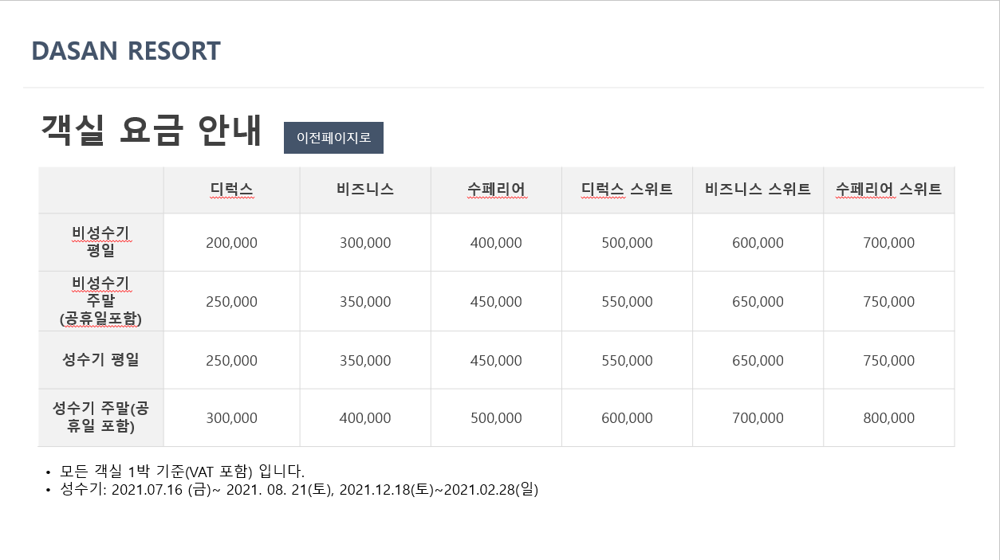 DASAN RESORT
객실 요금 안내
이전페이지로
디럭스 비즈니스 수페리어 디럭스 스위트 비즈니스 스위트 수페리어 스위트
비성수기
평일
200,000 300,000 400,000 500,000 600,000 700,000
비성수기
주말
(공휴일포함)
250,000 350,000 450,000 550,000 650,000 750,000
성수기 평일
250,000 350,000 450,000 550,000 650,000 750,000
성수기 주말(공
휴일 포함)
300,000 400,000 500,000 600,000 700,000 800,000
• 모든 객실 1박 기준(VAT 포함) 입니다.
• 성수기: 2021.07.16 (금)~ 2021. 08. 21(토), 2021.12.18(토)~2021.02.28(일)